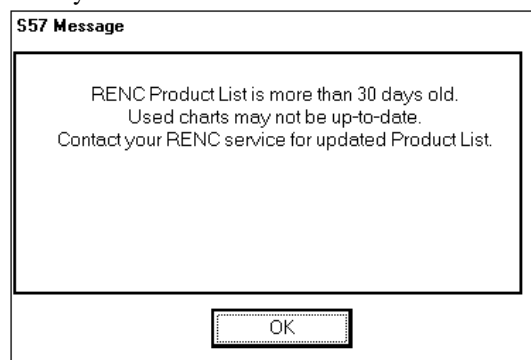 S57 Message
RENC Product List is more than 30 days old.
Used charts may not be up-to-date.
Contact your RENC service for updated Product List.
OK